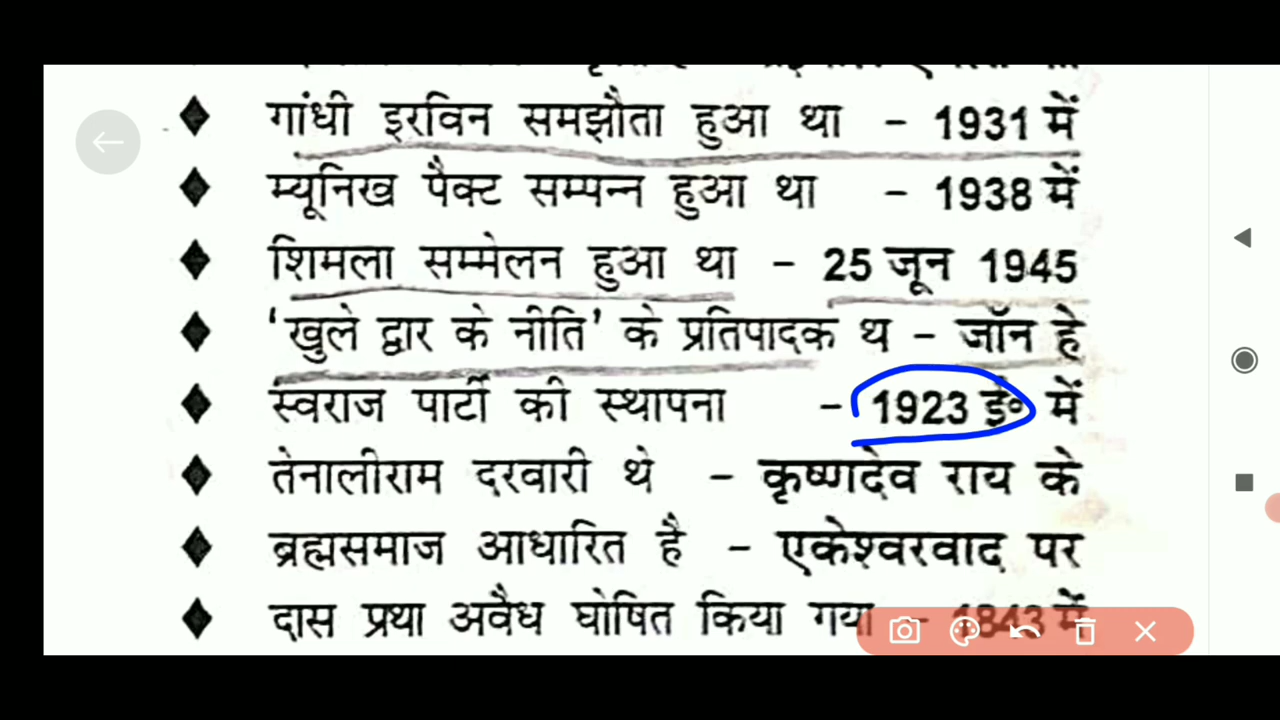 गांधी इरविन समझौता हुआ था - 1931 में
म्यूनिख पैक्ट सम्पन्न हुआ था - 1938 में
शिमला सम्मेलन हुआ था - 25 जून 1945
'खुले द्वार के नीति' के प्रतिपादक थ - जॉन हे
स्वराज पार्टी की स्थापना - 1923 ई॰ में
तेनालीराम दरवारी थे - कृष्णदेव राय के
ब्रह्मसमाज आधारित है - एकेश्वरवाद पर
दास प्रथा अवैध घोषित किया गया - 1843 में